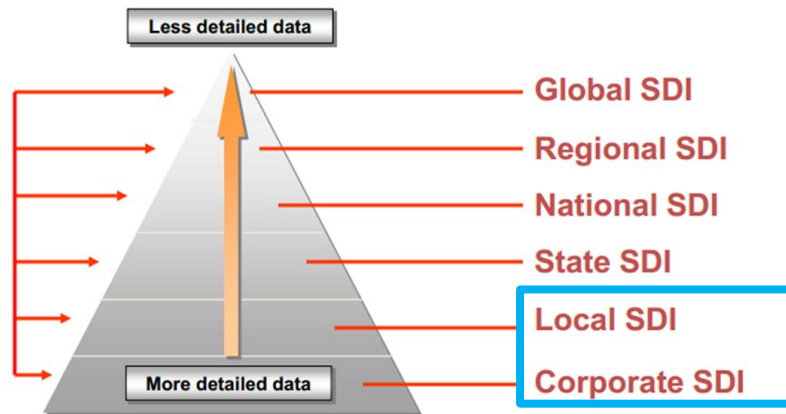 Less detailed data
Global SDI
Regional SDI
National SDI
State SDI
Local SDI
More detailed data
Corporate SDI